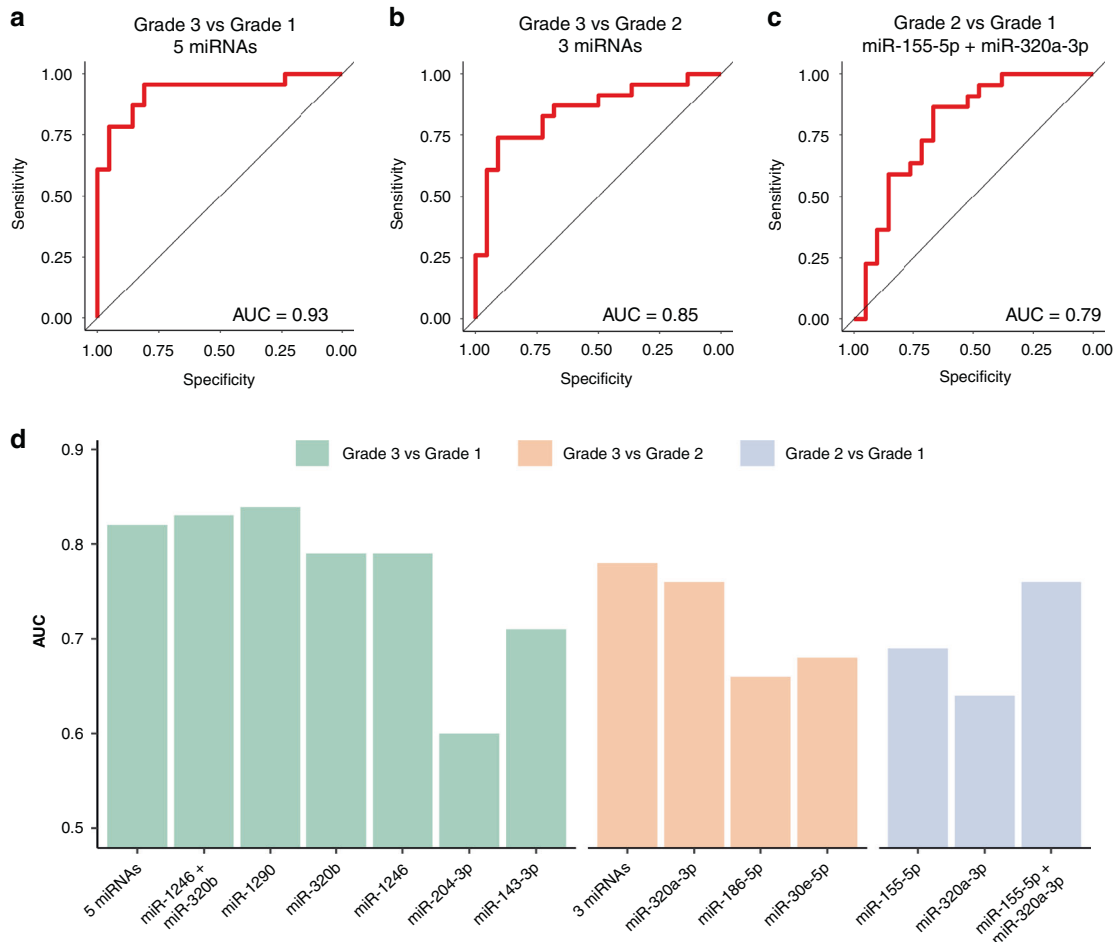 a
Grade 3 vs Grade 1
5 miRNAs
1.00
0.75
0.50
0.25
0.00
Sensitivity
AUC = 0.93
1.00 0.75 0.50 0.25 0.00
Specificity
b
Grade 3 vs Grade 2
3 miRNAs
1.00
0.75
0.50
0.25
0.00
Sensitivity
AUC = 0.85
1.00 0.75 0.50 0.25 0.00
Specificity
c
Grade 2 vs Grade 1
miR-155-5p + miR-320a-3p
1.00
0.75
0.50
0.25
0.00
Sensitivity
AUC = 0.79
1.00 0.75 0.50 0.25 0.00
Specificity
d
Grade 3 vs Grade 1
Grade 3 vs Grade 2
Grade 2 vs Grade 1
0.9
0.8
0.7
0.6
0.5
AUC
5 miRNAs
miR-1246 +
miR-320b
miR-1290
miR-320b
miR-1246
miR-204-3p
miR-143-3p
3 miRNAs
miR-320a-3p
miR-186-5p
miR-30e-5p
miR-155-5p
miR-320a-3p
miR-155-5p +
miR-320a-3p